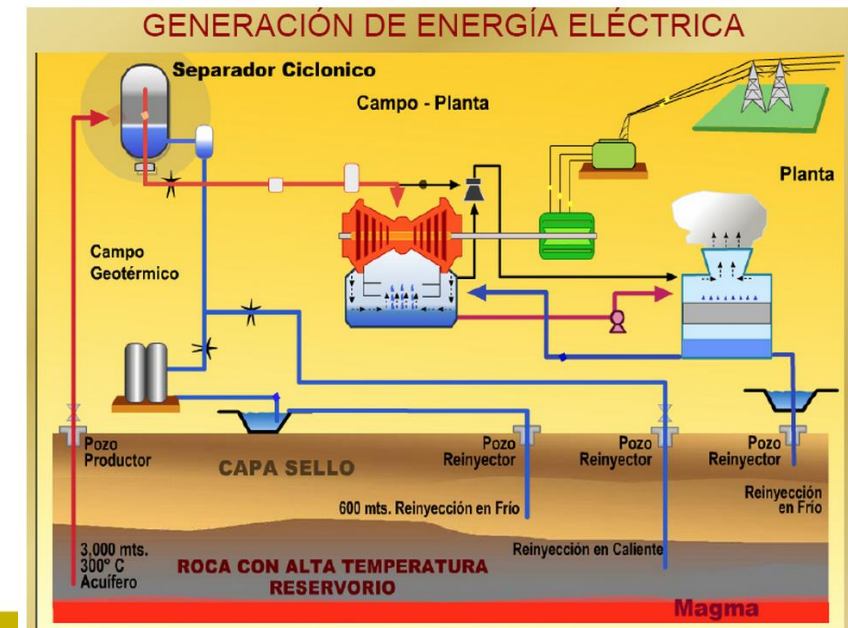 GENERACIÓN DE ENERGÍA ELÉCTRICA
Separador Ciclonico
Campo - Planta
Planta
Campo
Geotérmico
Pozo
Productor
CAPA SELLO
Pozo
Reinyector
Pozo
Reinyector
Pozo
Reinyector
600 mts. Reinyección en Frío
Reinyección
en Frío
Reinyección en Caliente
3,000 mts.
300° C
Acuífero
ROCA CON ALTA TEMPERATURA
RESERVORIO
Magma